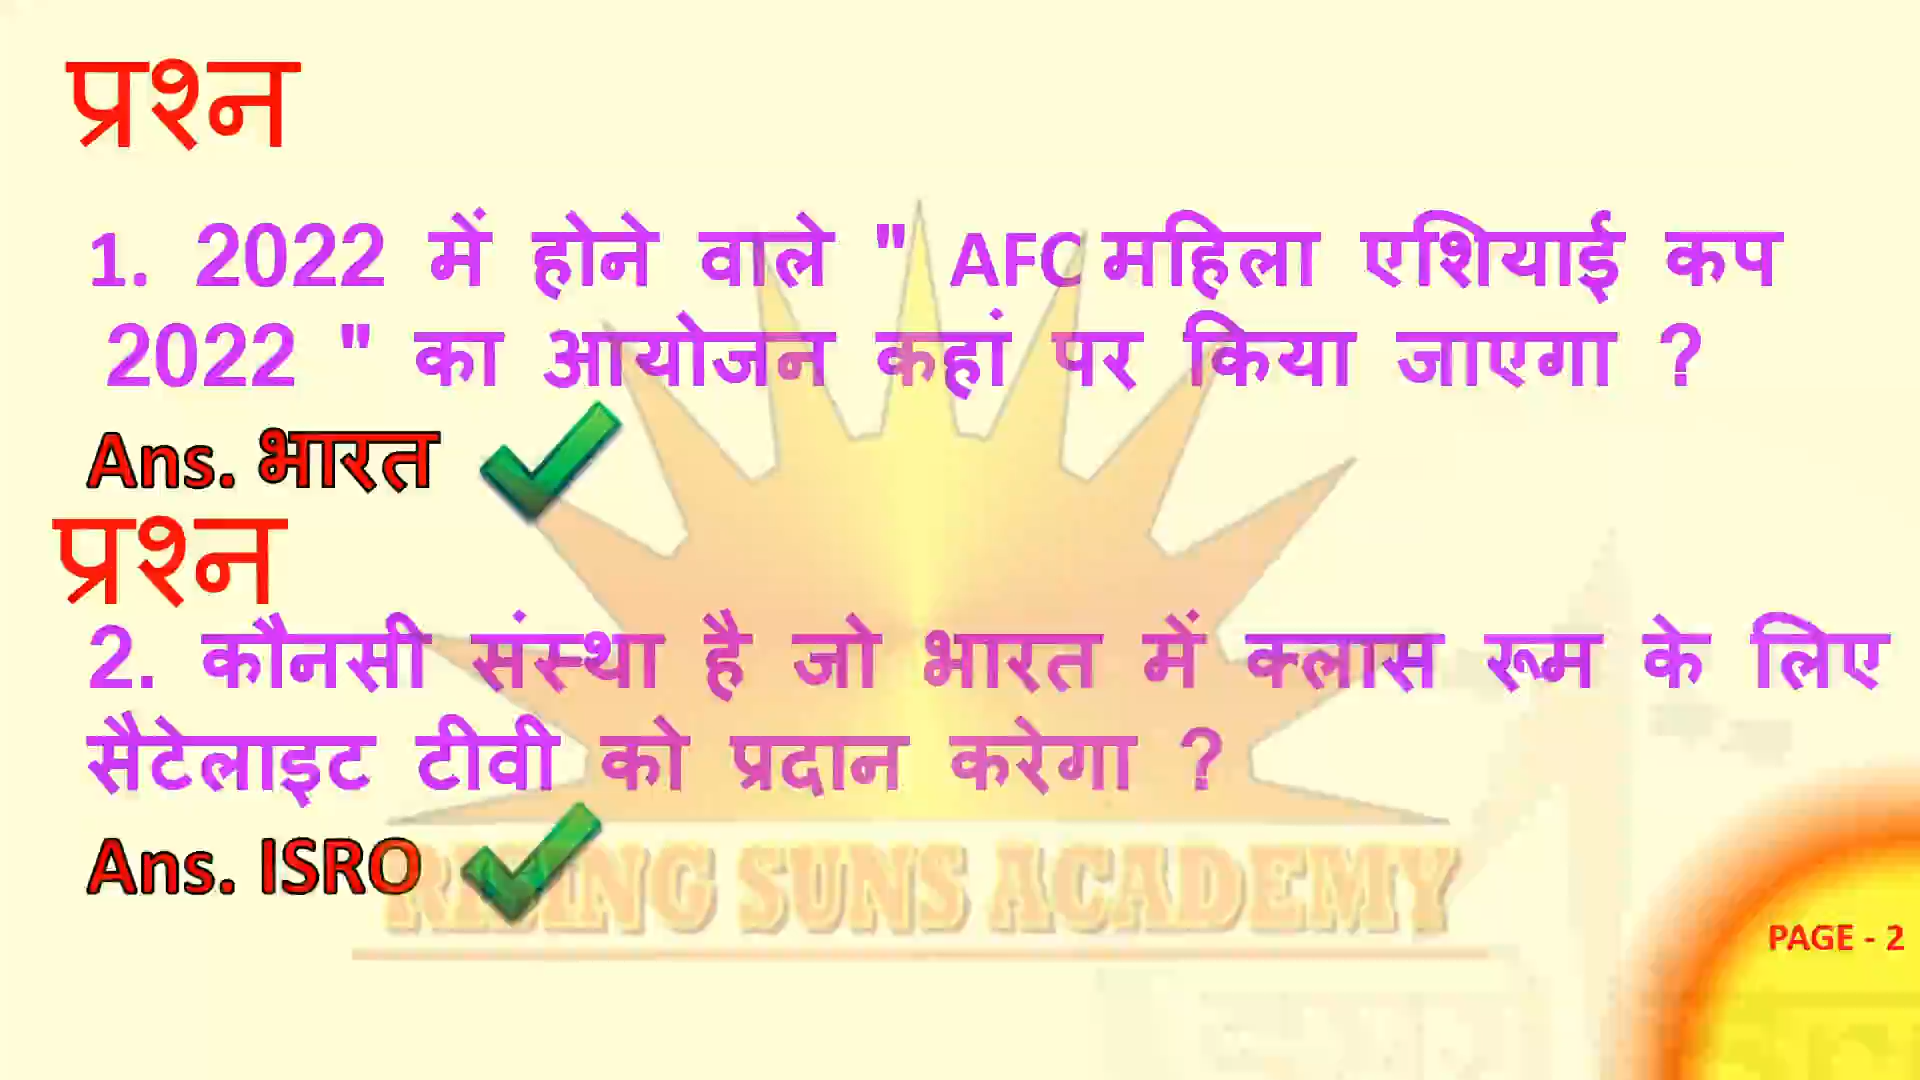 प्रश्न
1. 2022 में होने वाले " AFC महिला एशियाई कप
2022 " का आयोजन कहां पर किया जाएगा ?
Ans. भारत
प्रश्न
2. कौनसी संस्था है जो भारत में क्लास रूम के लिए
सैटेलाइट टीवी को प्रदान करेगा ?
Ans. ISRO
RISING SUNS ACADEMY
PAGE - 2